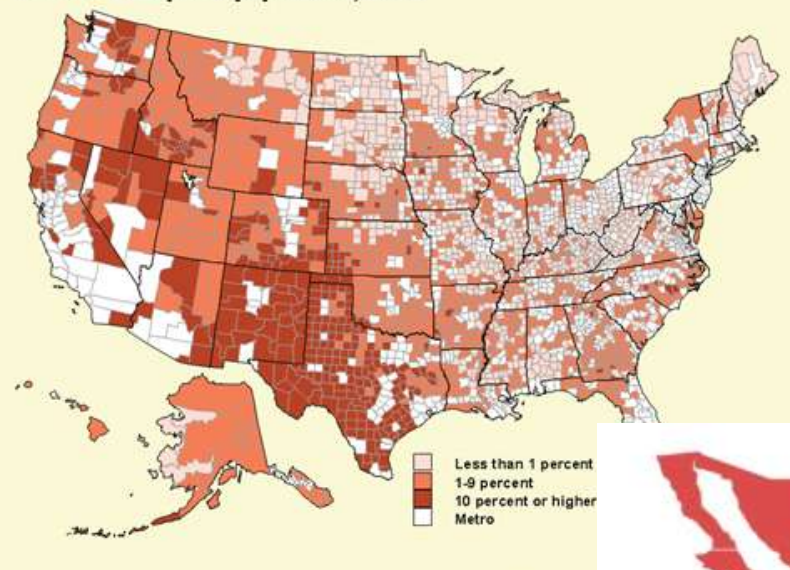 Less than 1 percent
1-9 percent
10 percent or higher
Metro